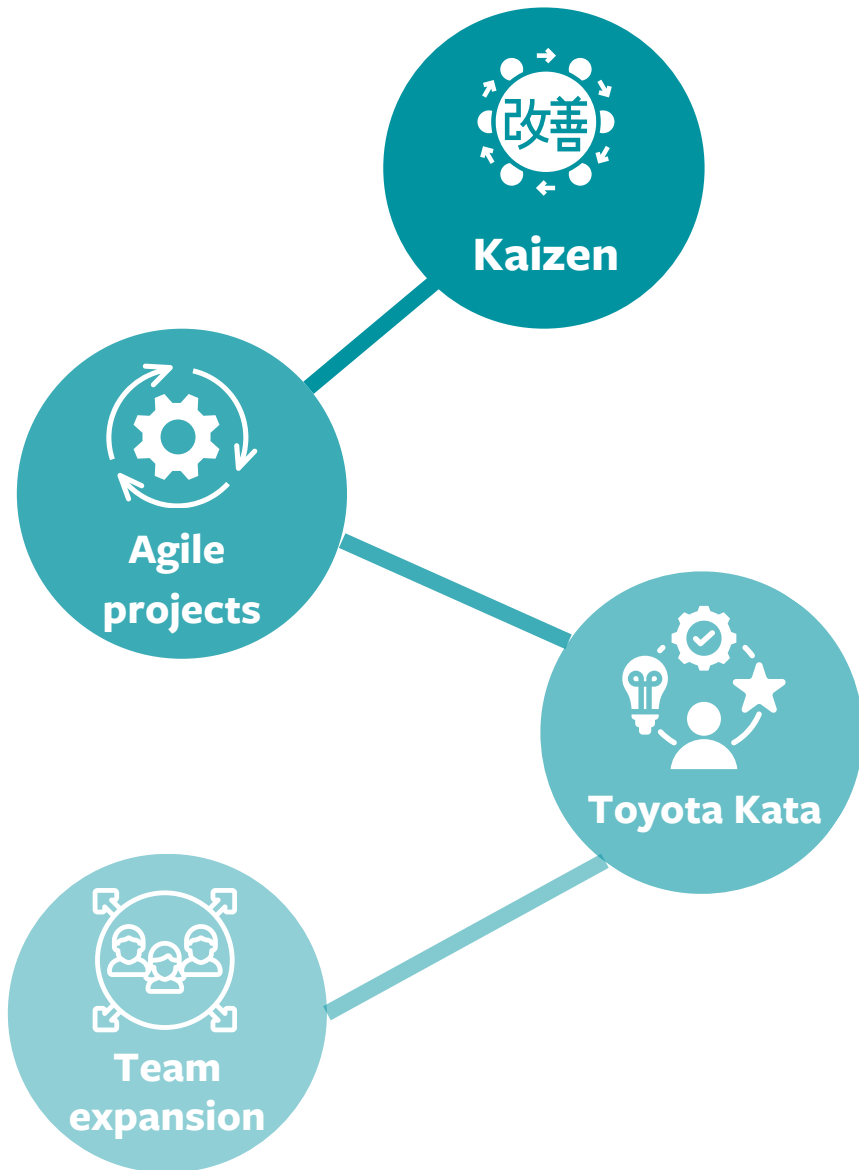 改善
Kaizen
Agile
projects
Toyota Kata
Team
expansion